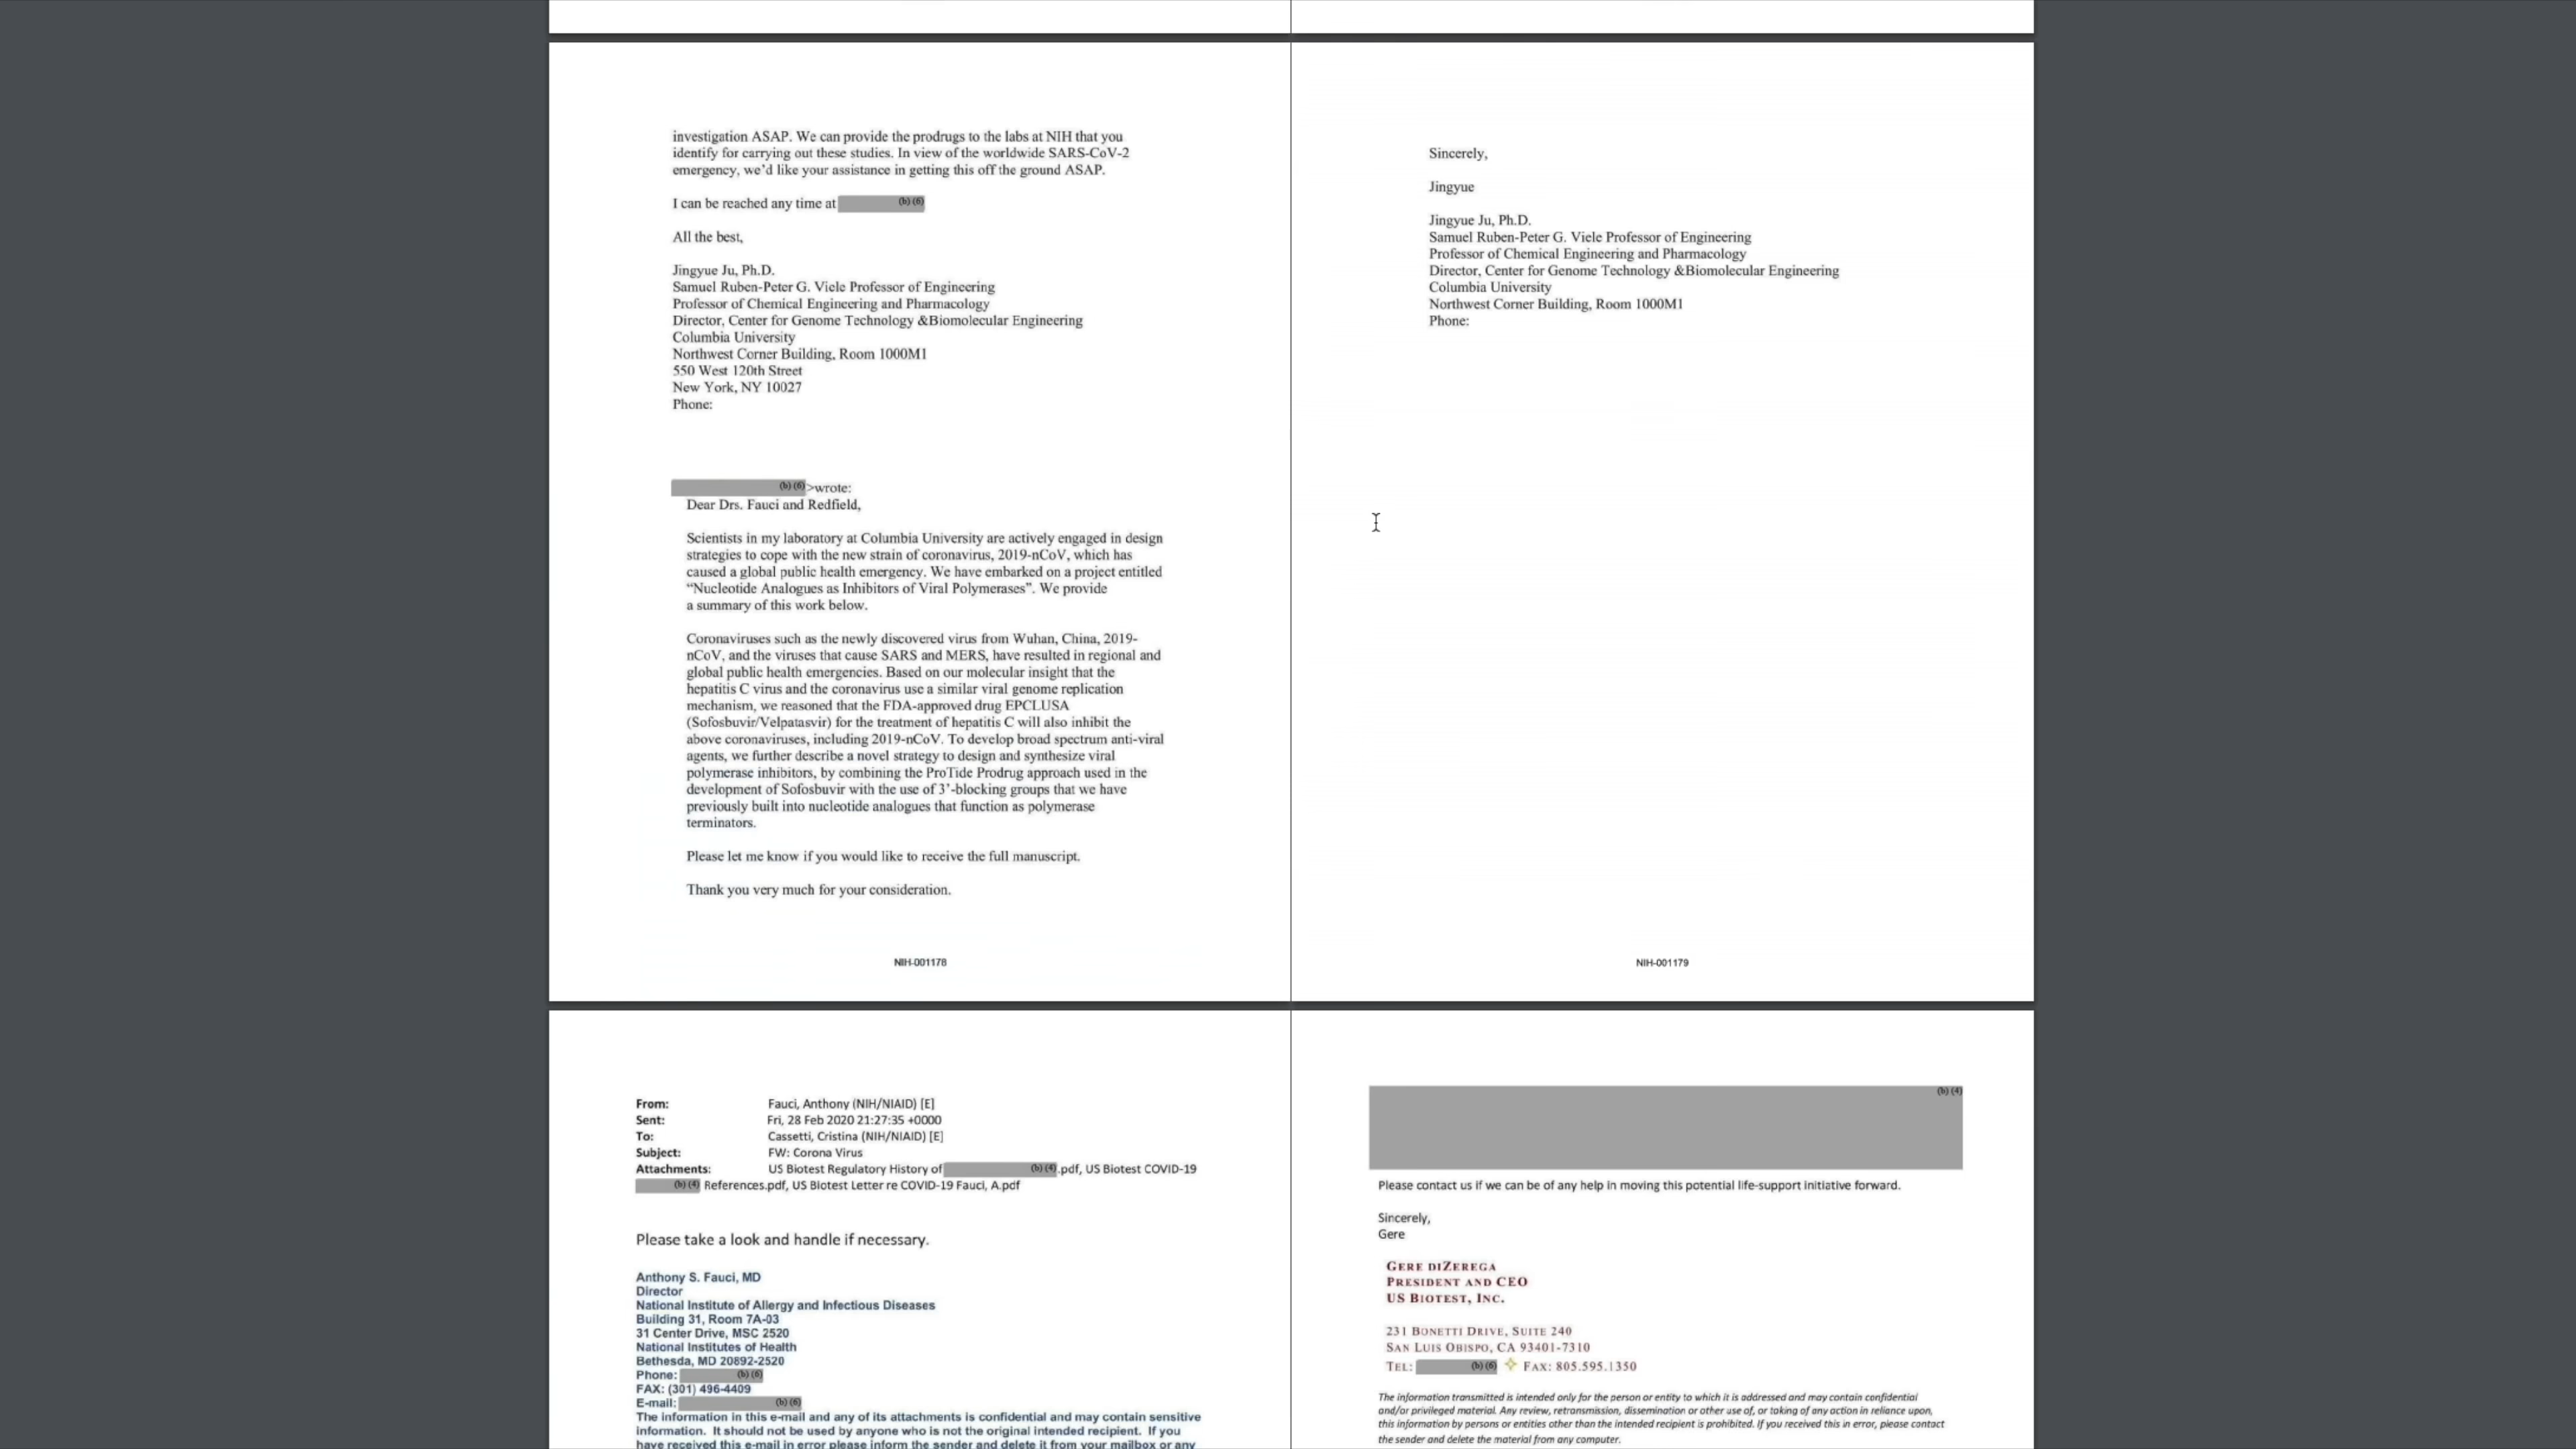 investigation ASAP. We can provide the prodrugs to the labs at NIH that you
identify for carrying out these studies. In view of the worldwide SARS-CoV-2
emergency, we'd like your assistance in getting this off the ground ASAP.
I can be reached any time at (b) (6)
All the best,
Jingyue Ju, Ph.D.
Samuel Ruben-Peter G. Viele Professor of Engineering
Professor of Chemical Engineering and Pharmacology
Director, Center for Genome Technology &Biomolecular Engineering
Columbia University
Northwest Corner Building, Room 1000M1
550 West 120th Street
New York, NY 10027
Phone:
(b) (6)>wrote:
Dear Drs. Fauci and Redfield,
Scientists in my laboratory at Columbia University are actively engaged in design
strategies to cope with the new strain of coronavirus, 2019-nCoV, which has
caused a global public health emergency. We have embarked on a project entitled
“Nucleotide Analogues as Inhibitors of Viral Polymerases”. We provide
a summary of this work below.
Coronaviruses such as the newly discovered virus from Wuhan, China, 2019-
nCoV, and the viruses that cause SARS and MERS, have resulted in regional and
global public health emergencies. Based on our molecular insight that the
hepatitis C virus and the coronavirus use a similar viral genome replication
mechanism, we reasoned that the FDA-approved drug EPCLUSA
(Sofosbuvir/Velpatasvir) for the treatment of hepatitis C will also inhibit the
above coronaviruses, including 2019-nCoV. To develop broad spectrum anti-viral
agents, we further describe a novel strategy to design and synthesize viral
polymerase inhibitors, by combining the ProTide Prodrug approach used in the
development of Sofosbuvir with the use of 3’-blocking groups that we have
previously built into nucleotide analogues that function as polymerase
terminators.
Please let me know if you would like to receive the full manuscript.
Thank you very much for your consideration.
NIH-001178
Sincerely,
Jingyue
Jingyue Ju, Ph.D.
Samuel Ruben-Peter G. Viele Professor of Engineering
Professor of Chemical Engineering and Pharmacology
Director, Center for Genome Technology &Biomolecular Engineering
Columbia University
Northwest Corner Building, Room 1000M1
Phone:
NIH-001179
From: Fauci, Anthony (NIH/NIAID) [E]
Sent: Fri, 28 Feb 2020 21:27:35 +0000
To: Cassetti, Cristina (NIH/NIAID) [E]
Subject: FW: Corona Virus
Attachments: US Biotest Regulatory History of (b) (4).pdf, US Biotest COVID-19
(b) (4) References.pdf, US Biotest Letter re COVID-19 Fauci, A.pdf
Please take a look and handle if necessary.
Anthony S. Fauci, MD
Director
National Institute of Allergy and Infectious Diseases
Building 31, Room 7A-03
31 Center Drive, MSC 2520
National Institutes of Health
Bethesda, MD 20892-2520
Phone: (b) (6)
FAX: (301) 496-4409
E-mail: (b) (6)
The information in this e-mail and any of its attachments is confidential and may contain sensitive
information. It should not be used by anyone who is not the original intended recipient. If you
have received this e-mail in error please inform the sender and delete it from your mailbox or any
(b) (4)
Please contact us if we can be of any help in moving this potential life-support initiative forward.
Sincerely,
Gere
GERE DIZEREGA
PRESIDENT AND CEO
US BIOTEST, INC.
231 BONETTI DRIVE, SUITE 240
SAN LUIS OBISPO, CA 93401-7310
TEL: (b) (6) FAX: 805.595.1350
The information transmitted is intended only for the person or entity to which it is addressed and may contain confidential
and/or privileged material. Any review, retransmission, dissemination or other use of, or taking of any action in reliance upon,
this information by persons or entities other than the intended recipient is prohibited. If you received this in error, please contact
the sender and delete the material from any computer.